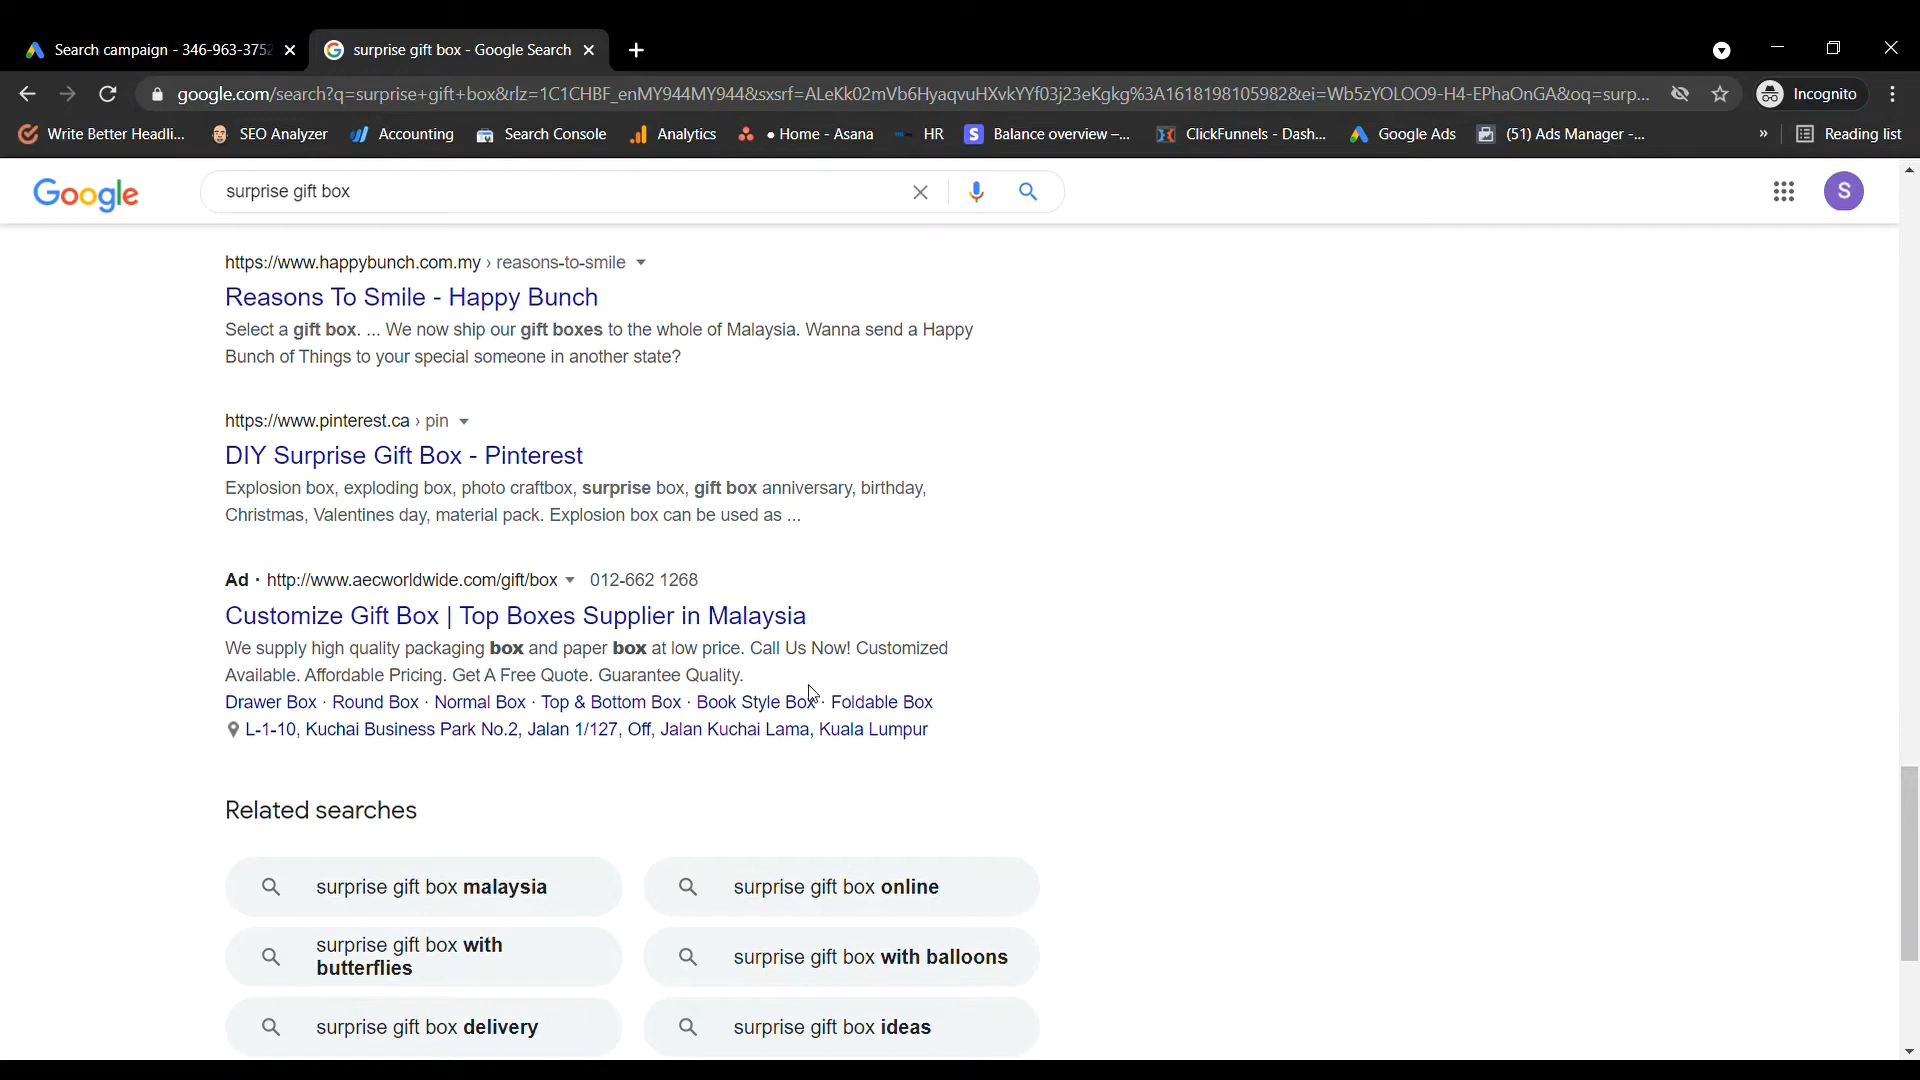 Search campaign - 346-963-3752
surprise gift box - Google Search
google.com/search?q=surprise+gift+box&rlz=1C1CHBF_enMY944MY944&sxsrf=ALeKk02mVb6HyaqvuHXvkYYf03j23eKgkg%3A1618198105982&ei=Wb5zYOLOO9-H4-EPhaOnGA&oq=surp...
Incognito
Write Better Headli...
SEO Analyzer
Accounting
Search Console
Analytics
• Home - Asana
HR
S
Balance overview –...
ClickFunnels - Dash...
Google Ads
(51) Ads Manager -...
»
Reading list
Google
surprise gift box
S
https://www.happybunch.com.my › reasons-to-smile
Reasons To Smile - Happy Bunch
Select a gift box. ... We now ship our gift boxes to the whole of Malaysia. Wanna send a Happy
Bunch of Things to your special someone in another state?
https://www.pinterest.ca › pin
DIY Surprise Gift Box - Pinterest
Explosion box, exploding box, photo craftbox, surprise box, gift box anniversary, birthday,
Christmas, Valentines day, material pack. Explosion box can be used as ...
Ad · http://www.aecworldwide.com/gift/box 012-662 1268
Customize Gift Box | Top Boxes Supplier in Malaysia
We supply high quality packaging box and paper box at low price. Call Us Now! Customized
Available. Affordable Pricing. Get A Free Quote. Guarantee Quality.
Drawer Box · Round Box · Normal Box · Top & Bottom Box · Book Style Box · Foldable Box
L-1-10, Kuchai Business Park No.2, Jalan 1/127, Off, Jalan Kuchai Lama, Kuala Lumpur
Related searches
surprise gift box malaysia
surprise gift box online
surprise gift box with
butterflies
surprise gift box with balloons
surprise gift box delivery
surprise gift box ideas